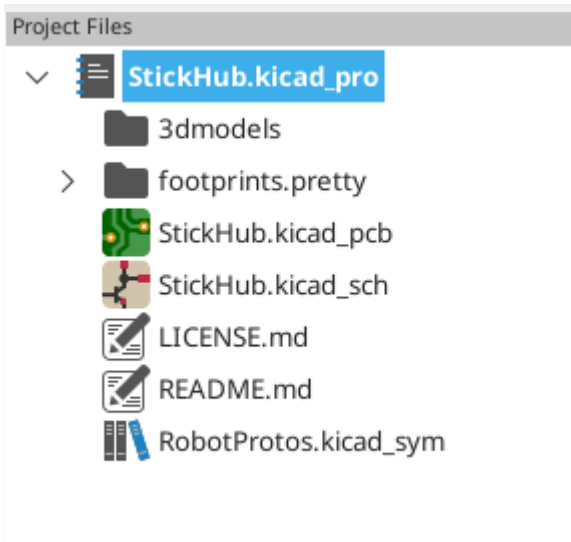 Project Files
StickHub.kicad_pro
3dmodels
footprints.pretty
StickHub.kicad_pcb
StickHub.kicad_sch
LICENSE.md
README.md
RobotProtos.kicad_sym